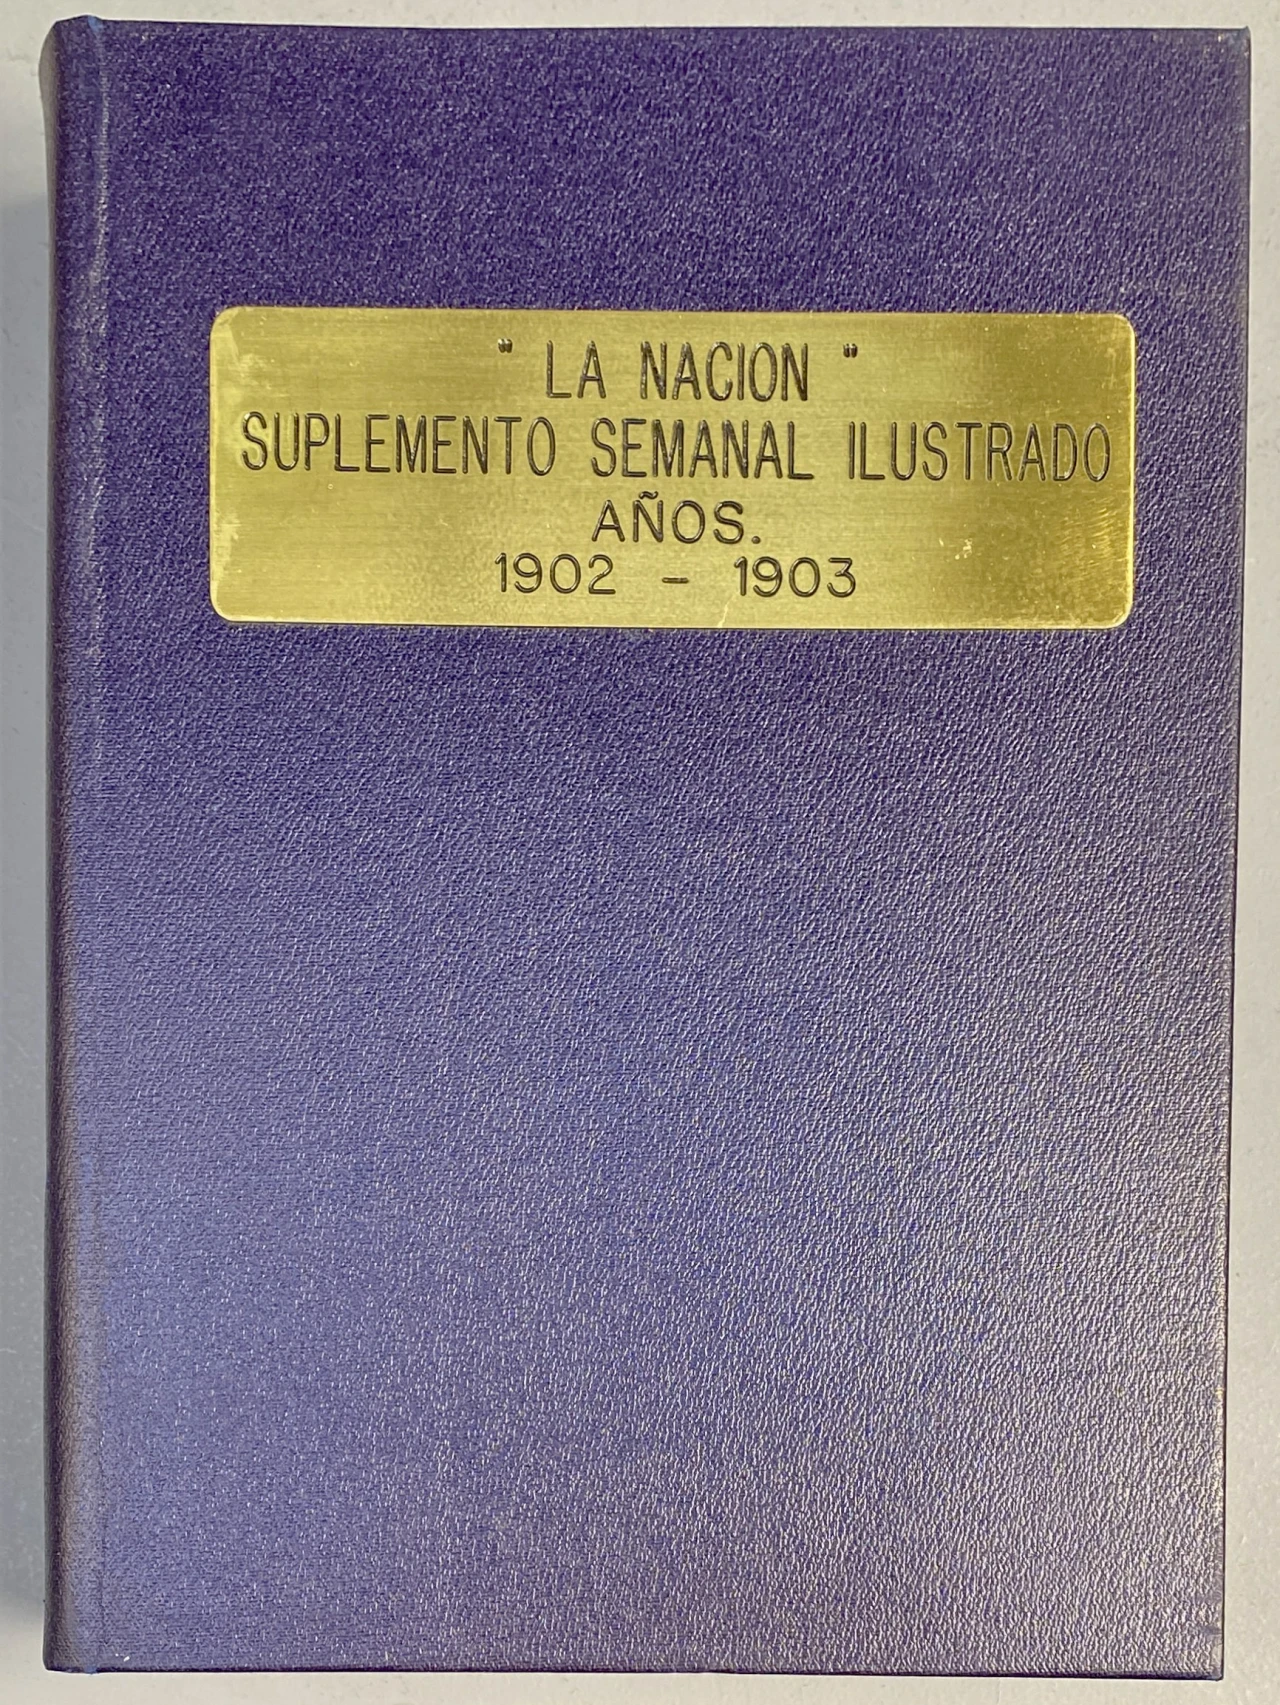 " LA NACION "
SUPLEMENTO SEMANAL ILUSTRADO
AÑOS.
1902 - 1903